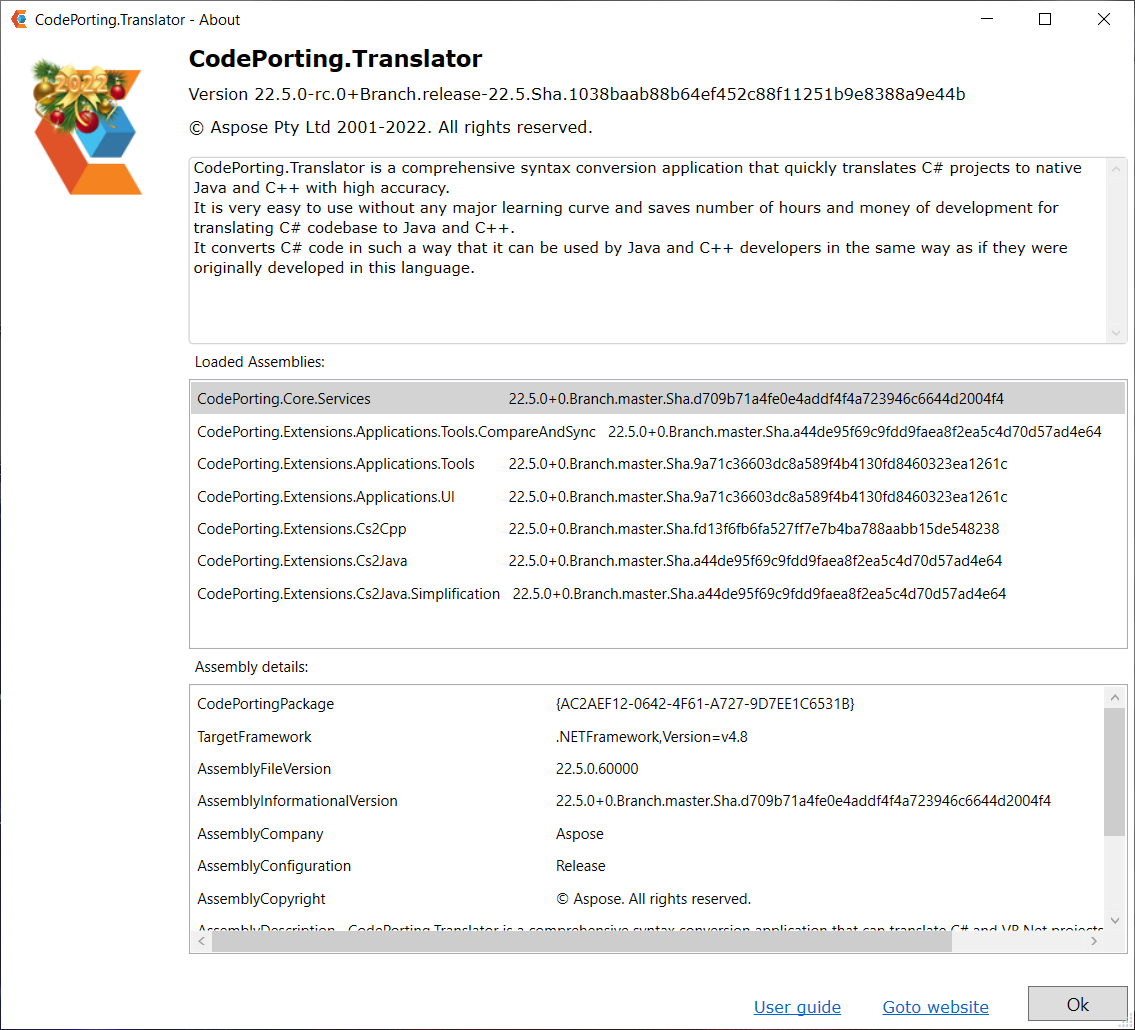 CodePorting.Translator - About
2022
CodePorting.Translator
Version 22.5.0-rc.0+Branch.release-22.5.Sha.1038baab88b64ef452c88f11251b9e8388a9e44b
© Aspose Pty Ltd 2001-2022. All rights reserved.
CodePorting.Translator is a comprehensive syntax conversion application that quickly translates C# projects to native
Java and C++ with high accuracy.
It is very easy to use without any major learning curve and saves number of hours and money of development for
translating C# codebase to Java and C++.
It converts C# code in such a way that it can be used by Java and C++ developers in the same way as if they were
originally developed in this language.
Loaded Assemblies:
CodePorting.Core.Services 22.5.0+0.Branch.master.Sha.d709b71a4fe0e4addf4f4a723946c6644d2004f4
CodePorting.Extensions.Applications.Tools.CompareAndSync 22.5.0+0.Branch.master.Sha.a44de95f69c9fdd9faea8f2ea5c4d70d57ad4e64
CodePorting.Extensions.Applications.Tools 22.5.0+0.Branch.master.Sha.9a71c36603dc8a589f4b4130fd8460323ea1261c
CodePorting.Extensions.Applications.UI 22.5.0+0.Branch.master.Sha.9a71c36603dc8a589f4b4130fd8460323ea1261c
CodePorting.Extensions.Cs2Cpp 22.5.0+0.Branch.master.Sha.fd13f6fb6fa527ff7e7b4ba788aabb15de548238
CodePorting.Extensions.Cs2Java 22.5.0+0.Branch.master.Sha.a44de95f69c9fdd9faea8f2ea5c4d70d57ad4e64
CodePorting.Extensions.Cs2Java.Simplification 22.5.0+0.Branch.master.Sha.a44de95f69c9fdd9faea8f2ea5c4d70d57ad4e64
Assembly details:
CodePortingPackage {AC2AEF12-0642-4F61-A727-9D7EE1C6531B}
TargetFramework .NETFramework,Version=v4.8
AssemblyFileVersion 22.5.0.60000
AssemblyInformationalVersion 22.5.0+0.Branch.master.Sha.d709b71a4fe0e4addf4f4a723946c6644d2004f4
AssemblyCompany Aspose
AssemblyConfiguration Release
AssemblyCopyright © Aspose. All rights reserved.
AssemblyDescription CodePorting.Translator is a comprehensive syntax conversion application that can translate C# and VB.Net projects
User guide Goto website Ok